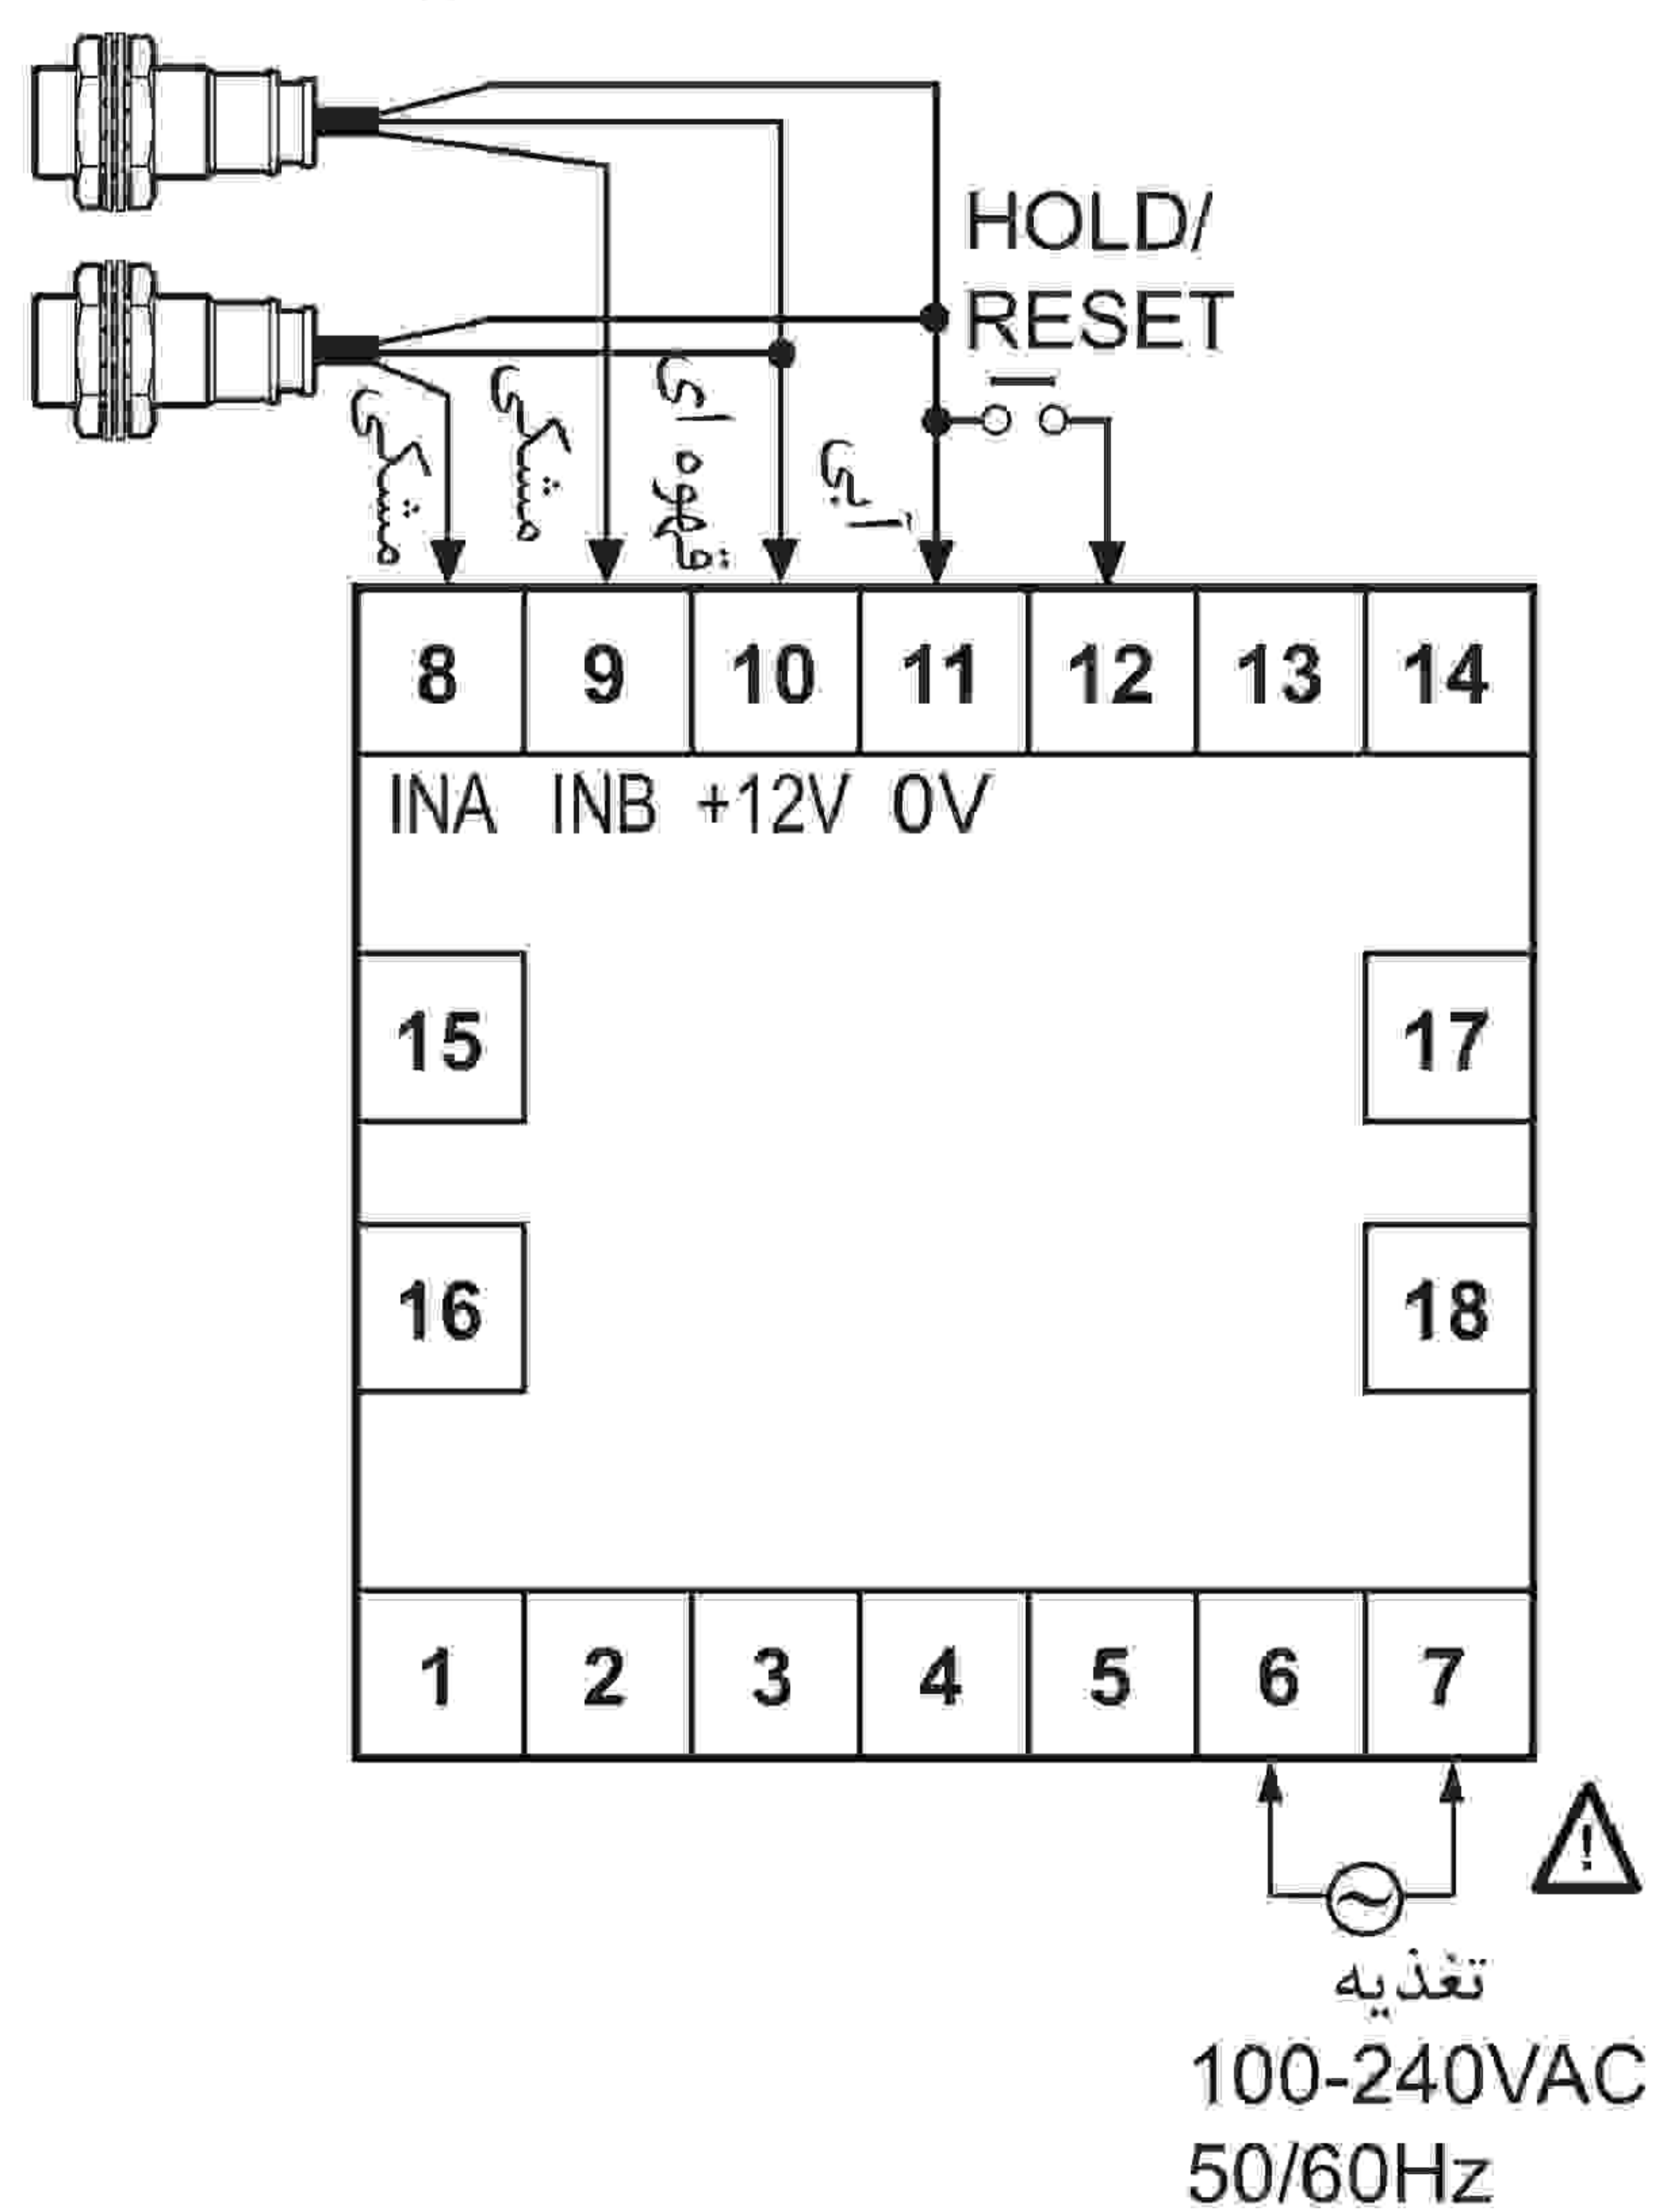 HOLD/
RESET
مشکی
مشکی
قهوه ای
آبی
8 9 10 11 12 13 14
INA INB +12V 0V
15 17
16 18
1 2 3 4 5 6 7
!
تغذیه
100-240VAC
50/60Hz